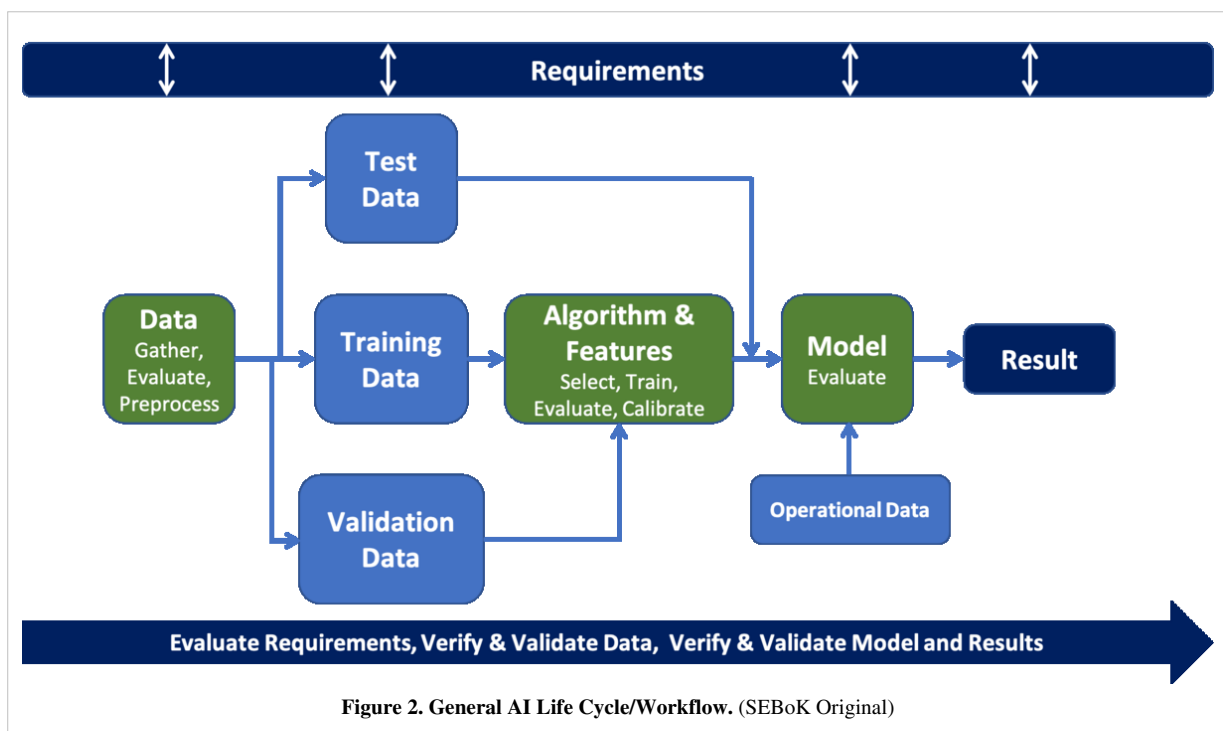 Requirements
Test
Data
Data
Gather,
Evaluate,
Preprocess
Training
Data
Algorithm &
Features
Select, Train,
Evaluate, Calibrate
Model
Evaluate
Result
Validation
Data
Operational Data
Evaluate Requirements, Verify & Validate Data, Verify & Validate Model and Results
Figure 2. General AI Life Cycle/Workflow. (SEBoK Original)